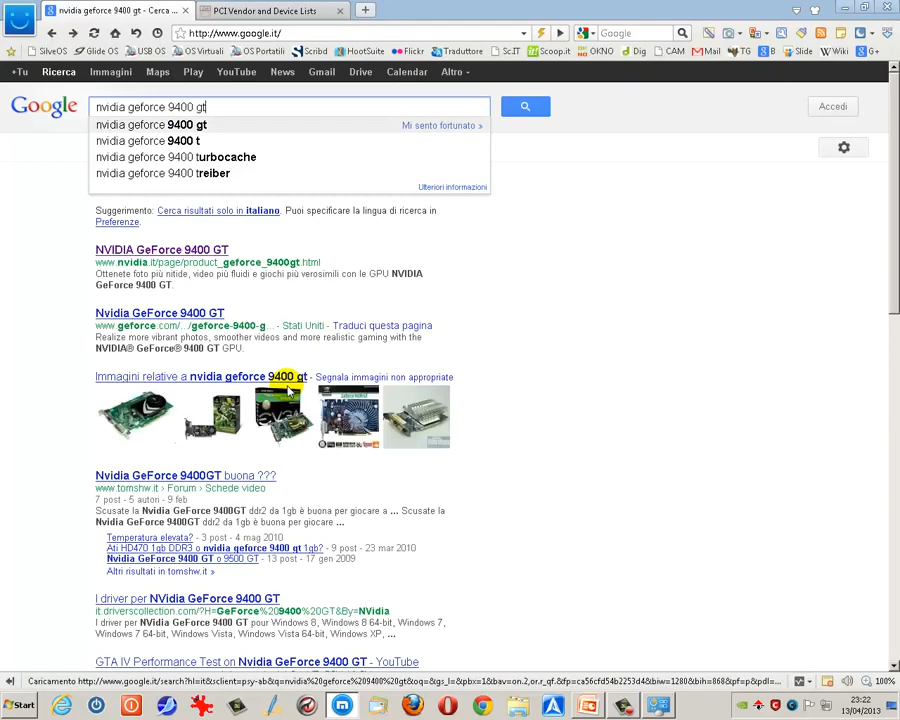 nvidia geforce 9400 gt - Cerca ...
PCI Vendor and Device Lists
http://www.google.it/
Google
SilveOS
Glide OS
USB OS
OS Virtuali
OS Portatili
Scribd
HootSuite
Flickr
Traduttore
Sc.IT
Scoop.it
OKNO
Dig
CAM
Mail
TG
B
Slide
Wiki
G+
+Tu
Ricerca
Immagini
Maps
Play
YouTube
News
Gmail
Drive
Calendar
Altro
Google
nvidia geforce 9400 gt
Accedi
nvidia geforce 9400 gt
Mi sento fortunato »
nvidia geforce 9400 t
nvidia geforce 9400 turbocache
nvidia geforce 9400 treiber
Ulteriori informazioni
Suggerimento: Cerca risultati solo in italiano. Puoi specificare la lingua di ricerca in
Preferenze.
NVIDIA GeForce 9400 GT
www.nvidia.it/page/product_geforce_9400gt.html
Ottenete foto più nitide, video più fluidi e giochi più verosimili con le GPU NVIDIA
GeForce 9400 GT.
Nvidia GeForce 9400 GT
www.geforce.com/.../geforce-9400-g... - Stati Uniti - Traduci questa pagina
Realize more vibrant photos, smoother videos and more realistic gaming with the
NVIDIA® GeForce® 9400 GT GPU.
Immagini relative a nvidia geforce 9400 gt - Segnala immagini non appropriate
Nvidia GeForce 9400GT buona ???
www.tomshw.it › Forum › Schede video
7 post - 5 autori - 9 feb
Scusate la Nvidia GeForce 9400GT ddr2 da 1gb è buona per giocare a ... Scusate la
Nvidia GeForce 9400GT ddr2 da 1gb è buona per giocare ...
Temperatura elevata? - 3 post - 4 mag 2010
Ati HD470 1gb DDR3 o nvidia geforce 9400 gt 1gb? - 9 post - 23 mar 2010
NVIDIA GeForce 9400 GT o 9500 GT - 13 post - 17 gen 2009
Altri risultati in tomshw.it »
I driver per NVIDIA GeForce 9400 GT
it.driverscollection.com/?H=GeForce%209400%20GT&By=NVidia
I driver per NVIDIA GeForce 9400 GT pour Windows 8, Windows 8 64-bit, Windows 7,
Windows 7 64-bit, Windows Vista, Windows Vista 64-bit, Windows XP, ...
GTA IV Performance Test on Nvidia GeForce 9400 GT - YouTube
100%
Start
23:22
13/04/2013